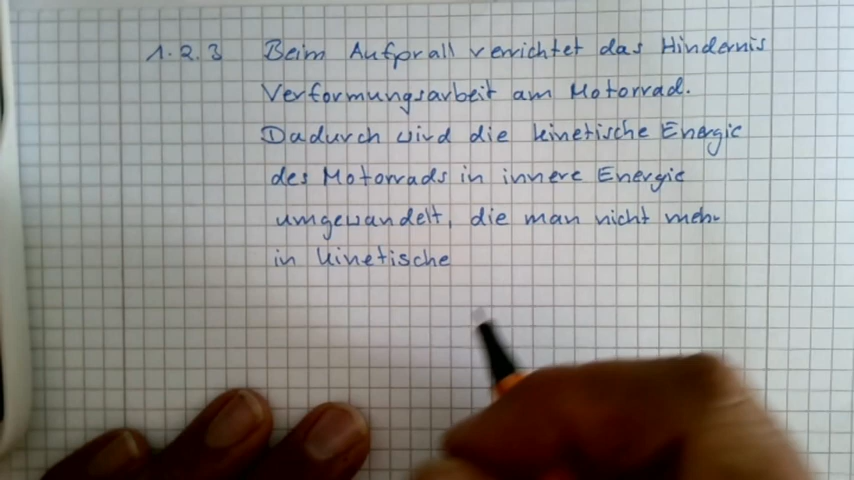 1.2.3 Beim Aufprall verrichtet das Hindernis
Verformungsarbeit am Motorrad.
Dadurch wird die kinetische Energie
des Motorrads in innere Energie
umgewandelt, die man nicht mehr
in kinetische